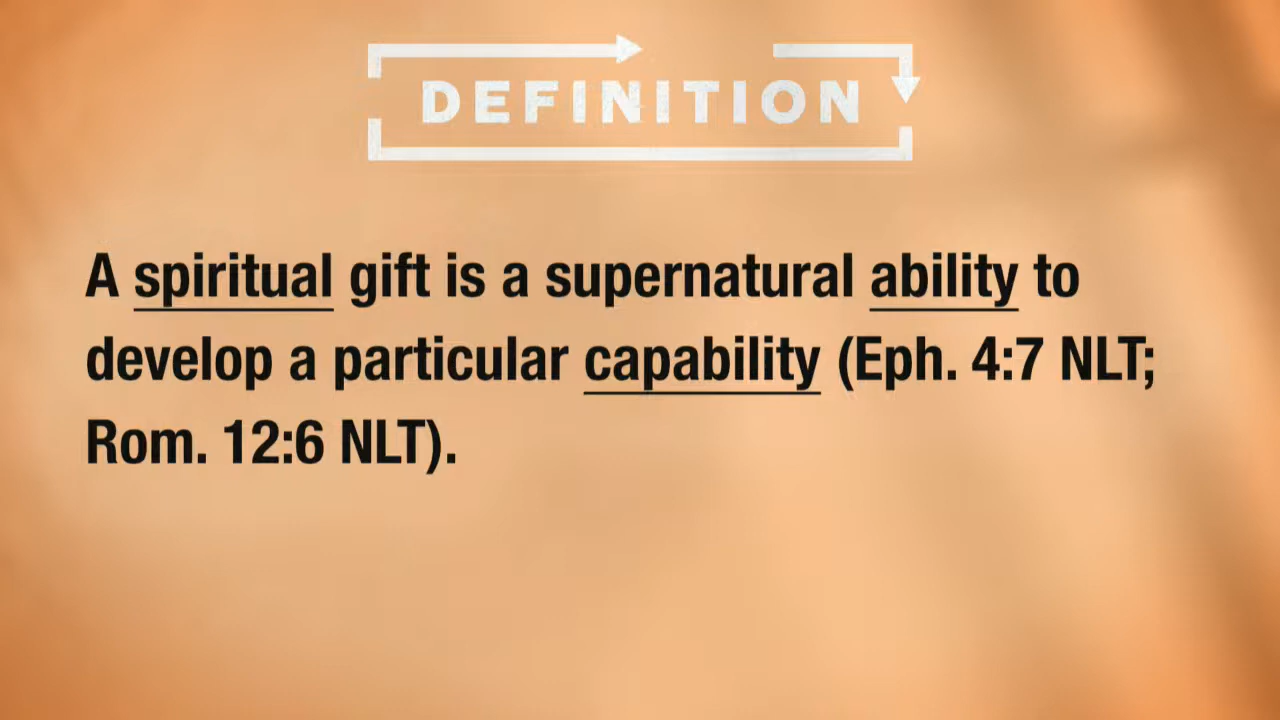 DEFINITION
A spiritual gift is a supernatural ability to
develop a particular capability (Eph. 4:7 NLT;
Rom. 12:6 NLT).